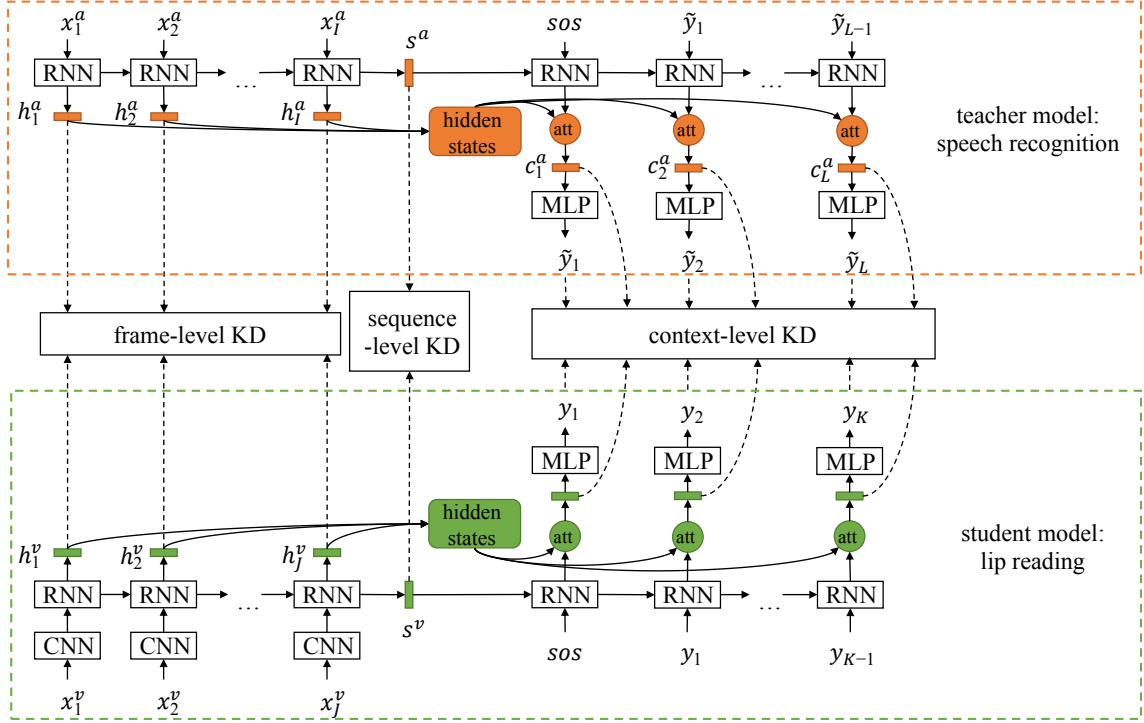 x_1^a x_2^a x_I^a s^a sos ỹ_1 ỹ_{L-1}
RNN RNN ... RNN RNN RNN ... RNN
h_1^a h_2^a h_I^a
hidden
states
att att att
teacher model:
speech recognition
c_1^a c_2^a c_L^a
MLP MLP MLP
ỹ_1 ỹ_2 ỹ_L
frame-level KD
sequence
-level KD
context-level KD
y_1 y_2 y_K
MLP MLP MLP
hidden
states
att att att
student model:
lip reading
h_1^v h_2^v h_J^v
RNN RNN ... RNN RNN RNN ... RNN
CNN CNN CNN
s^v sos y_1 y_{K-1}
x_1^v x_2^v x_J^v